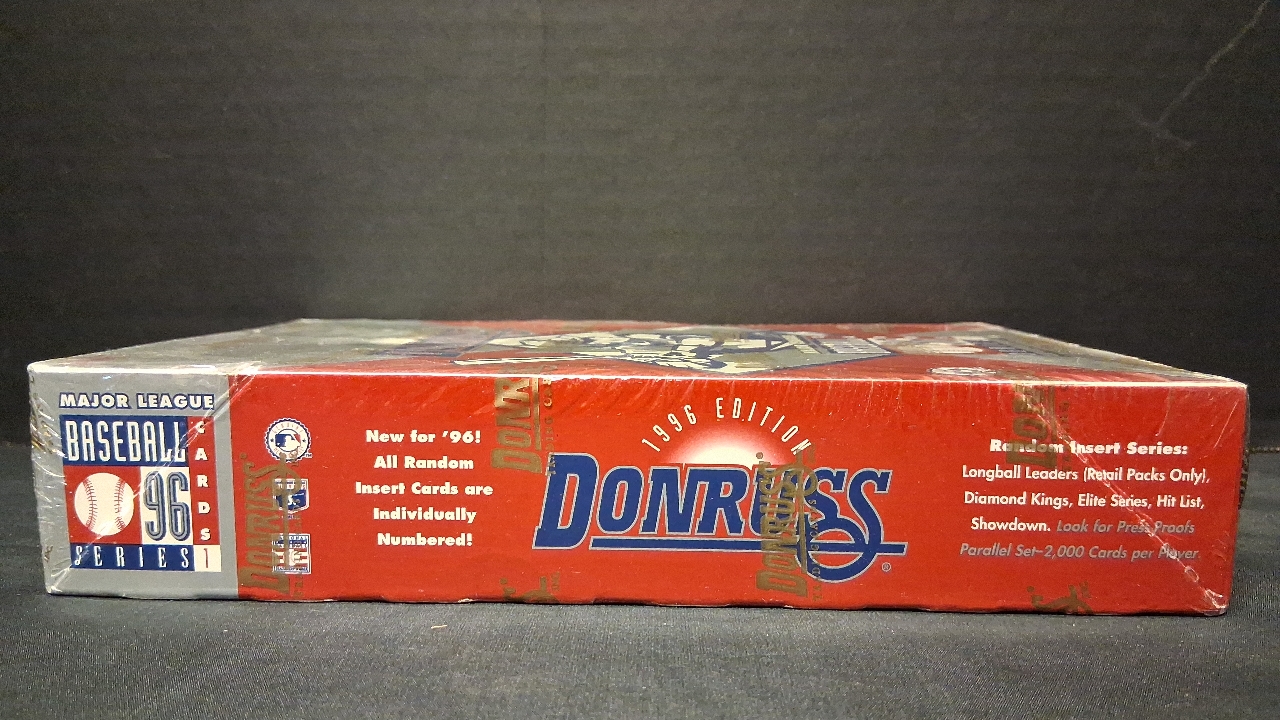 MAJOR LEAGUE
BASEBALL
CARDS
96
SERIES 1
New for '96!
All Random
Insert Cards are
Individually
Numbered!
1996 EDITION
DONRUSS
®
Random Insert Series:
Longball Leaders (Retail Packs Only),
Diamond Kings, Elite Series, Hit List,
Showdown. Look for Press Proofs
Parallel Set–2,000 Cards per Player.
DONRUSS
DONRUSS